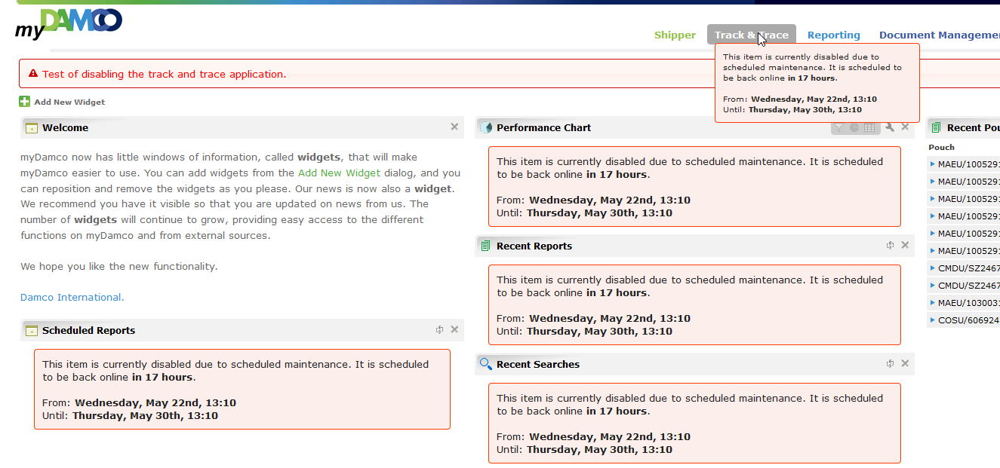 myDAMCO
Shipper
Track & Trace
Reporting
Document Manageme
This item is currently disabled due to
scheduled maintenance. It is scheduled to
be back online in 17 hours.
From: Wednesday, May 22nd, 13:10
Until: Thursday, May 30th, 13:10
Test of disabling the track and trace application.
Add New Widget
Welcome
myDamco now has little windows of information, called widgets, that will make
myDamco easier to use. You can add widgets from the Add New Widget dialog, and you
can reposition and remove the widgets as you please. Our news is now also a widget.
We recommend you have it visible so that you are updated on news from us. The
number of widgets will continue to grow, providing easy access to the different
functions on myDamco and from external sources.
We hope you like the new functionality.
Damco International.
Scheduled Reports
This item is currently disabled due to scheduled maintenance. It is scheduled
to be back online in 17 hours.
From: Wednesday, May 22nd, 13:10
Until: Thursday, May 30th, 13:10
Performance Chart
This item is currently disabled due to scheduled maintenance. It is scheduled
to be back online in 17 hours.
From: Wednesday, May 22nd, 13:10
Until: Thursday, May 30th, 13:10
Recent Reports
This item is currently disabled due to scheduled maintenance. It is scheduled
to be back online in 17 hours.
From: Wednesday, May 22nd, 13:10
Until: Thursday, May 30th, 13:10
Recent Searches
This item is currently disabled due to scheduled maintenance. It is scheduled
to be back online in 17 hours.
From: Wednesday, May 22nd, 13:10
Until: Thursday, May 30th, 13:10
Recent Pou
Pouch
MAEU/1005291
MAEU/1005291
MAEU/1005291
MAEU/1005291
MAEU/1005291
MAEU/1005291
CMDU/SZ2467
CMDU/SZ2467
MAEU/1030031
COSU/606924